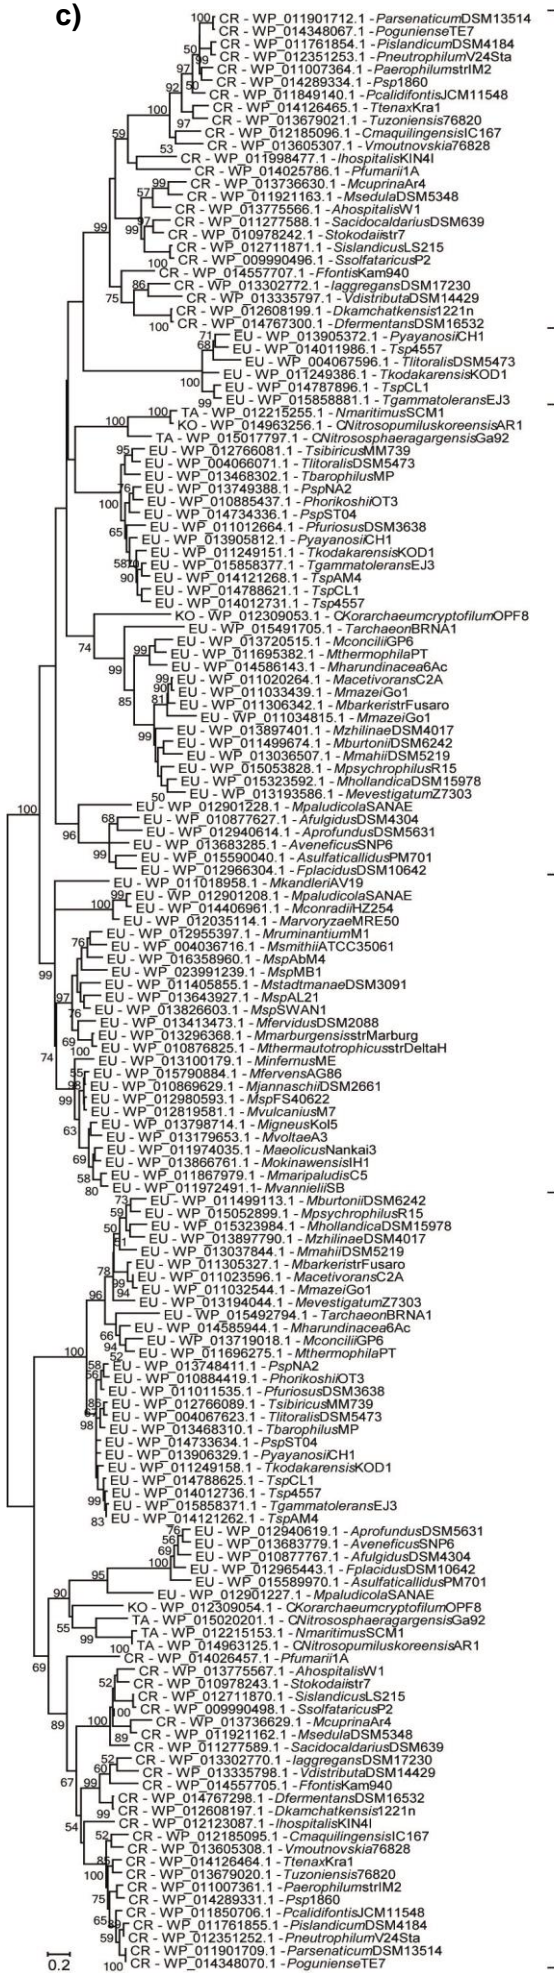 c)
CR - WP_011901712.1 - ParsenaticumDSM13514
CR - WP_014348067.1 - PogunienseTE7
CR - WP_011761854.1 - PislandicumDSM4184
CR - WP_012351253.1 - PneutrophilumV24Sta
CR - WP_011007364.1 - PaerophilumstrIM2
CR - WP_014289334.1 - Psp1860
CR - WP_011849140.1 - PcalidifontisJCM11548
CR - WP_014126465.1 - TtenaxKra1
CR - WP_013679021.1 - Tuzoniensis76820
CR - WP_012185096.1 - CmaquilingensisIC167
CR - WP_013605307.1 - Vmoutnovskia76828
CR - WP_011998477.1 - IhospitalisKIN4I
CR - WP_014025786.1 - Pfumarii1A
CR - WP_013736630.1 - McuprinaAr4
CR - WP_011921163.1 - MsedulaDSM5348
CR - WP_013775566.1 - AhospitalisW1
CR - WP_011277588.1 - SacidocaldariusDSM639
CR - WP_010978242.1 - Stokodaiistr7
CR - WP_012711871.1 - SislandicusLS215
CR - WP_009990496.1 - SsolfataricusP2
CR - WP_014557707.1 - FfontisKam940
CR - WP_013302772.1 - IaggregansDSM17230
CR - WP_013335797.1 - VdistributaDSM14429
CR - WP_012608199.1 - Dkamchatkensis1221n
CR - WP_014767300.1 - DfermentansDSM16532
EU - WP_013905372.1 - PyayanosiiCH1
EU - WP_014011986.1 - Tsp4557
EU - WP_004067596.1 - TlitoralisDSM5473
EU - WP_011249386.1 - TkodakarensisKOD1
EU - WP_014787896.1 - TspCL1
EU - WP_015858881.1 - TgammatoleransEJ3
TA - WP_012215255.1 - NmaritimusSCM1
KO - WP_014963256.1 - CNitrosopumiluskoreensisAR1
TA - WP_015017797.1 - CNitrososphaeragargensisGa92
EU - WP_012766081.1 - TsibiricusMM739
EU - WP_004066071.1 - TlitoralisDSM5473
EU - WP_013468302.1 - TbarophilusMP
EU - WP_013749388.1 - PspNA2
EU - WP_010885437.1 - PhorikoshiiOT3
EU - WP_014734336.1 - PspST04
EU - WP_011012664.1 - PfuriosusDSM3638
EU - WP_013905812.1 - PyayanosiiCH1
EU - WP_011249151.1 - TkodakarensisKOD1
EU - WP_015858377.1 - TgammatoleransEJ3
EU - WP_014121268.1 - TspAM4
EU - WP_014788621.1 - TspCL1
EU - WP_014012731.1 - Tsp4557
KO - WP_012309053.1 - CKorarchaeumcryptofilumOPF8
EU - WP_015491705.1 - TarchaeonBRNA1
EU - WP_013720515.1 - MconciliiGP6
EU - WP_011695382.1 - MthermophilaPT
EU - WP_014586143.1 - Mharundinacea6Ac
EU - WP_011020264.1 - MacetivoransC2A
EU - WP_011033439.1 - MmazeiGo1
EU - WP_011306342.1 - MbarkeristrFusaro
EU - WP_011034815.1 - MmazeiGo1
EU - WP_013897401.1 - MzhilinaeDSM4017
EU - WP_011499674.1 - MburtoniiDSM6242
EU - WP_013036507.1 - MmahiiDSM5219
EU - WP_015053828.1 - MpsychrophilusR15
EU - WP_015323592.1 - MhollandicaDSM15978
EU - WP_013193586.1 - MevestigatumZ7303
EU - WP_012901228.1 - MpaludicolaSANAE
EU - WP_010877627.1 - AfulgidusDSM4304
EU - WP_012940614.1 - AprofundusDSM5631
EU - WP_013683285.1 - AveneficusSNP6
EU - WP_015590040.1 - AsulfaticallidusPM701
EU - WP_012966304.1 - FplacidusDSM10642
EU - WP_011018958.1 - MkandleriAV19
EU - WP_012901208.1 - MpaludicolaSANAE
EU - WP_014406961.1 - MconradiiHZ254
EU - WP_012035114.1 - MarvoryzaeMRE50
EU - WP_012955397.1 - MruminantiumM1
EU - WP_004036716.1 - MsmithiiATCC35061
EU - WP_016358960.1 - MspAbM4
EU - WP_023991239.1 - MspMB1
EU - WP_011405855.1 - MstadtmanaeDSM3091
EU - WP_013643927.1 - MspAL21
EU - WP_013826603.1 - MspSWAN1
EU - WP_013413473.1 - MfervidusDSM2088
EU - WP_013296368.1 - MmarburgensisstrMarburg
EU - WP_010876825.1 - MthermautotrophicusstrDeltaH
EU - WP_013100179.1 - MinfernusME
EU - WP_015790884.1 - MfervensAG86
EU - WP_010869629.1 - MjannaschiiDSM2661
EU - WP_012980593.1 - MspFS40622
EU - WP_012819581.1 - MvulcaniusM7
EU - WP_013798714.1 - MigneusKol5
EU - WP_013179653.1 - MvoltaeA3
EU - WP_011974035.1 - MaeolicusNankai3
EU - WP_013866761.1 - MokinawensisIH1
EU - WP_011867979.1 - MmaripaludisC5
EU - WP_011972491.1 - MvannieliiSB
EU - WP_011499113.1 - MburtoniiDSM6242
EU - WP_015052899.1 - MpsychrophilusR15
EU - WP_015323984.1 - MhollandicaDSM15978
EU - WP_013897790.1 - MzhilinaeDSM4017
EU - WP_013037844.1 - MmahiiDSM5219
EU - WP_011305327.1 - MbarkeristrFusaro
EU - WP_011023596.1 - MacetivoransC2A
EU - WP_011032544.1 - MmazeiGo1
EU - WP_013194044.1 - MevestigatumZ7303
EU - WP_015492794.1 - TarchaeonBRNA1
EU - WP_014585944.1 - Mharundinacea6Ac
EU - WP_013719018.1 - MconciliiGP6
EU - WP_011696275.1 - MthermophilaPT
EU - WP_013748411.1 - PspNA2
EU - WP_010884419.1 - PhorikoshiiOT3
EU - WP_011011535.1 - PfuriosusDSM3638
EU - WP_012766089.1 - TsibiricusMM739
EU - WP_004067623.1 - TlitoralisDSM5473
EU - WP_013468310.1 - TbarophilusMP
EU - WP_014733634.1 - PspST04
EU - WP_013906329.1 - PyayanosiiCH1
EU - WP_011249158.1 - TkodakarensisKOD1
EU - WP_014788625.1 - TspCL1
EU - WP_014012736.1 - Tsp4557
EU - WP_015858371.1 - TgammatoleransEJ3
EU - WP_014121262.1 - TspAM4
EU - WP_012940619.1 - AprofundusDSM5631
EU - WP_013683779.1 - AveneficusSNP6
EU - WP_010877767.1 - AfulgidusDSM4304
EU - WP_012965443.1 - FplacidusDSM10642
EU - WP_015589970.1 - AsulfaticallidusPM701
EU - WP_012901227.1 - MpaludicolaSANAE
KO - WP_012309054.1 - CKorarchaeumcryptofilumOPF8
TA - WP_015020201.1 - CNitrososphaeragargensisGa92
TA - WP_012215153.1 - NmaritimusSCM1
TA - WP_014963125.1 - CNitrosopumiluskoreensisAR1
CR - WP_014026457.1 - Pfumarii1A
CR - WP_013775567.1 - AhospitalisW1
CR - WP_010978243.1 - Stokodaiistr7
CR - WP_012711870.1 - SislandicusLS215
CR - WP_009990498.1 - SsolfataricusP2
CR - WP_013736629.1 - McuprinaAr4
CR - WP_011921162.1 - MsedulaDSM5348
CR - WP_011277589.1 - SacidocaldariusDSM639
CR - WP_013302770.1 - IaggregansDSM17230
CR - WP_013335798.1 - VdistributaDSM14429
CR - WP_014557705.1 - FfontisKam940
CR - WP_014767298.1 - DfermentansDSM16532
CR - WP_012608197.1 - Dkamchatkensis1221n
CR - WP_012123087.1 - IhospitalisKIN4I
CR - WP_012185095.1 - CmaquilingensisIC167
CR - WP_013605308.1 - Vmoutnovskia76828
CR - WP_014126464.1 - TtenaxKra1
CR - WP_013679020.1 - Tuzoniensis76820
CR - WP_011007361.1 - PaerophilumstrIM2
CR - WP_014289331.1 - Psp1860
CR - WP_011850706.1 - PcalidifontisJCM11548
CR - WP_011761855.1 - PislandicumDSM4184
CR - WP_012351252.1 - PneutrophilumV24Sta
CR - WP_011901709.1 - ParsenaticumDSM13514
CR - WP_014348070.1 - PogunienseTE7
0.2